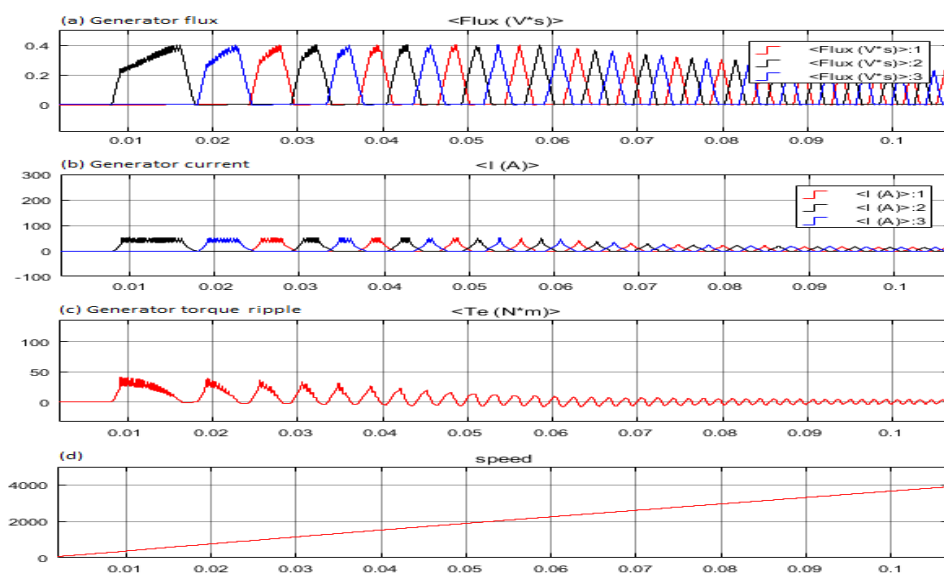 (a) Generator flux
<Flux (V*s)>
0.4
0.2
0
<Flux (V*s)>:1
<Flux (V*s)>:2
<Flux (V*s)>:3
0.01 0.02 0.03 0.04 0.05 0.06 0.07 0.08 0.09 0.1
(b) Generator current
<I (A)>
300
200
100
0
-100
<I (A)>:1
<I (A)>:2
<I (A)>:3
0.01 0.02 0.03 0.04 0.05 0.06 0.07 0.08 0.09 0.1
(c) Generator torque ripple
<Te (N*m)>
100
50
0
0.01 0.02 0.03 0.04 0.05 0.06 0.07 0.08 0.09 0.1
(d)
speed
4000
2000
0
0.01 0.02 0.03 0.04 0.05 0.06 0.07 0.08 0.09 0.1